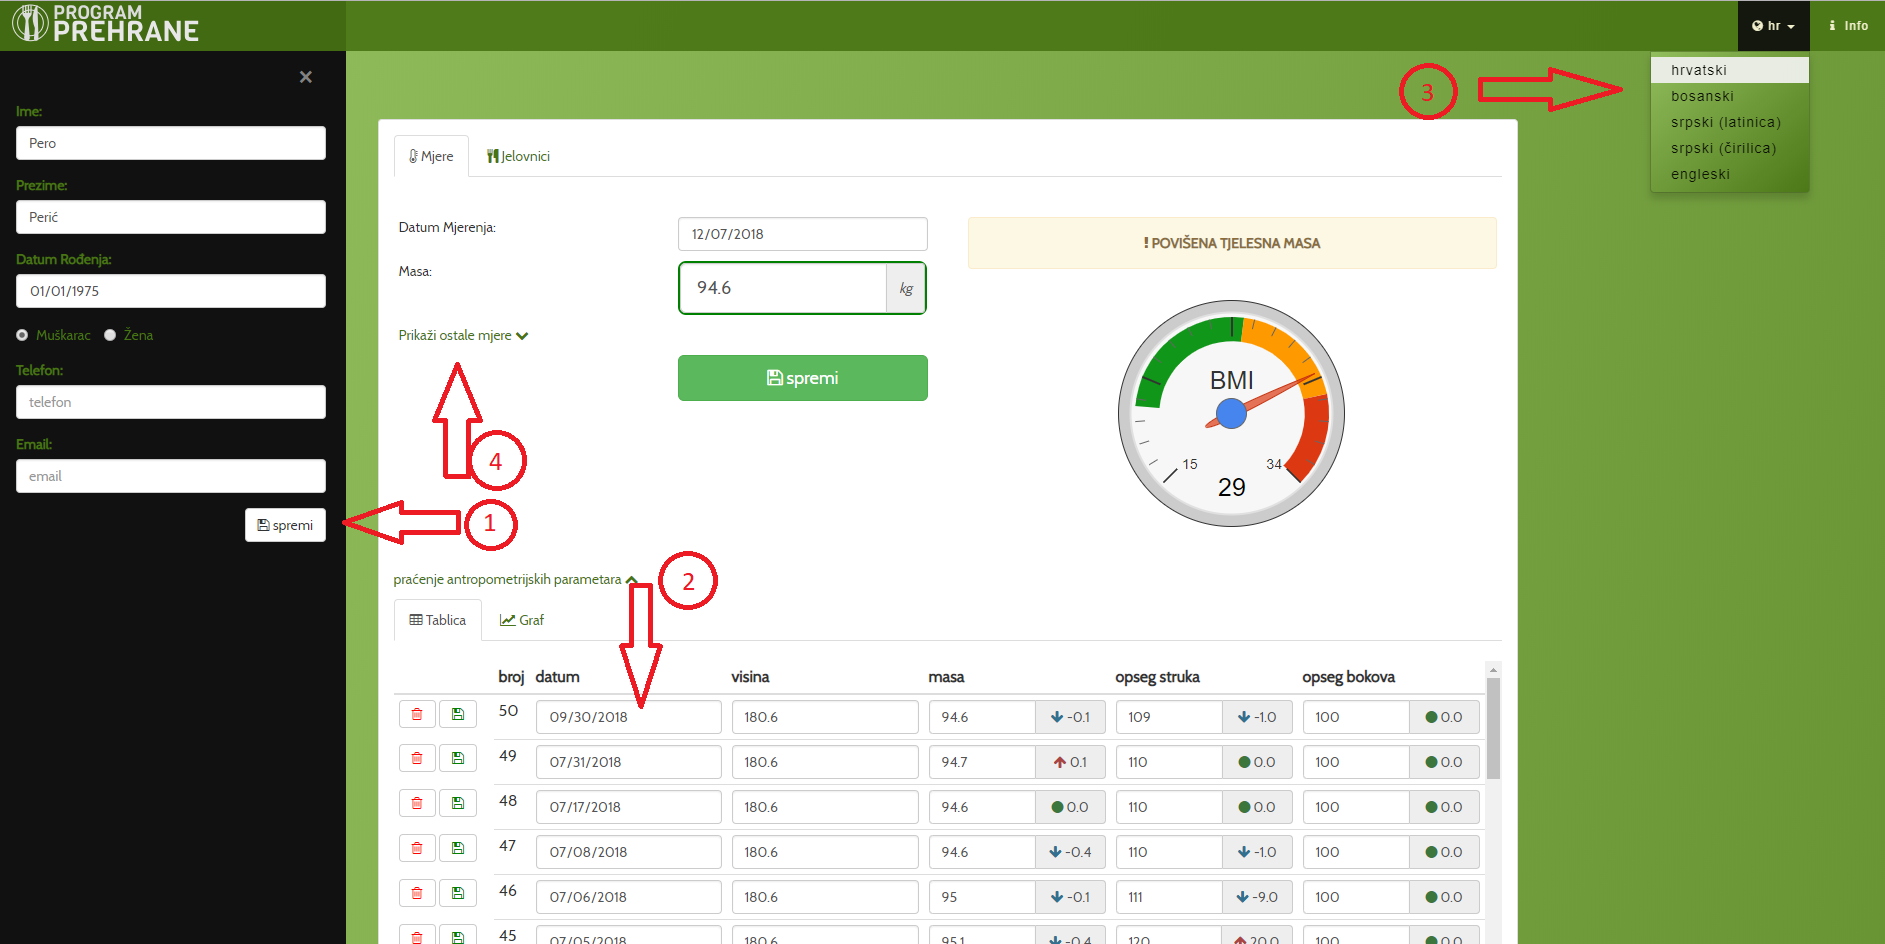 PROGRAM
PREHRANE
hr
Info
hrvatski
bosanski
srpski (latinica)
srpski (čirilica)
engleski
3
×
Ime:
Pero
Prezime:
Perić
Datum Rođenja:
01/01/1975
Muškarac Žena
Telefon:
telefon
Email:
email
spremi
1
Mjere Jelovnici
Datum Mjerenja:
12/07/2018
Masa:
94.6 kg
Prikaži ostale mjere
spremi
4
! POVIŠENA TJELESNA MASA
BMI
15 34
29
praćenje antropometrijskih parametara
2
Tablica Graf
broj datum visina masa opseg struka opseg bokova
50 09/30/2018 180.6 94.6 -0.1 109 -1.0 100 0.0
49 07/31/2018 180.6 94.7 0.1 110 0.0 100 0.0
48 07/17/2018 180.6 94.6 0.0 110 0.0 100 0.0
47 07/08/2018 180.6 94.6 -0.4 110 -1.0 100 0.0
46 07/06/2018 180.6 95 -0.1 111 -9.0 100 0.0
45 07/05/2018 180.6 95.1 -0.4 120 20.0 100 0.0